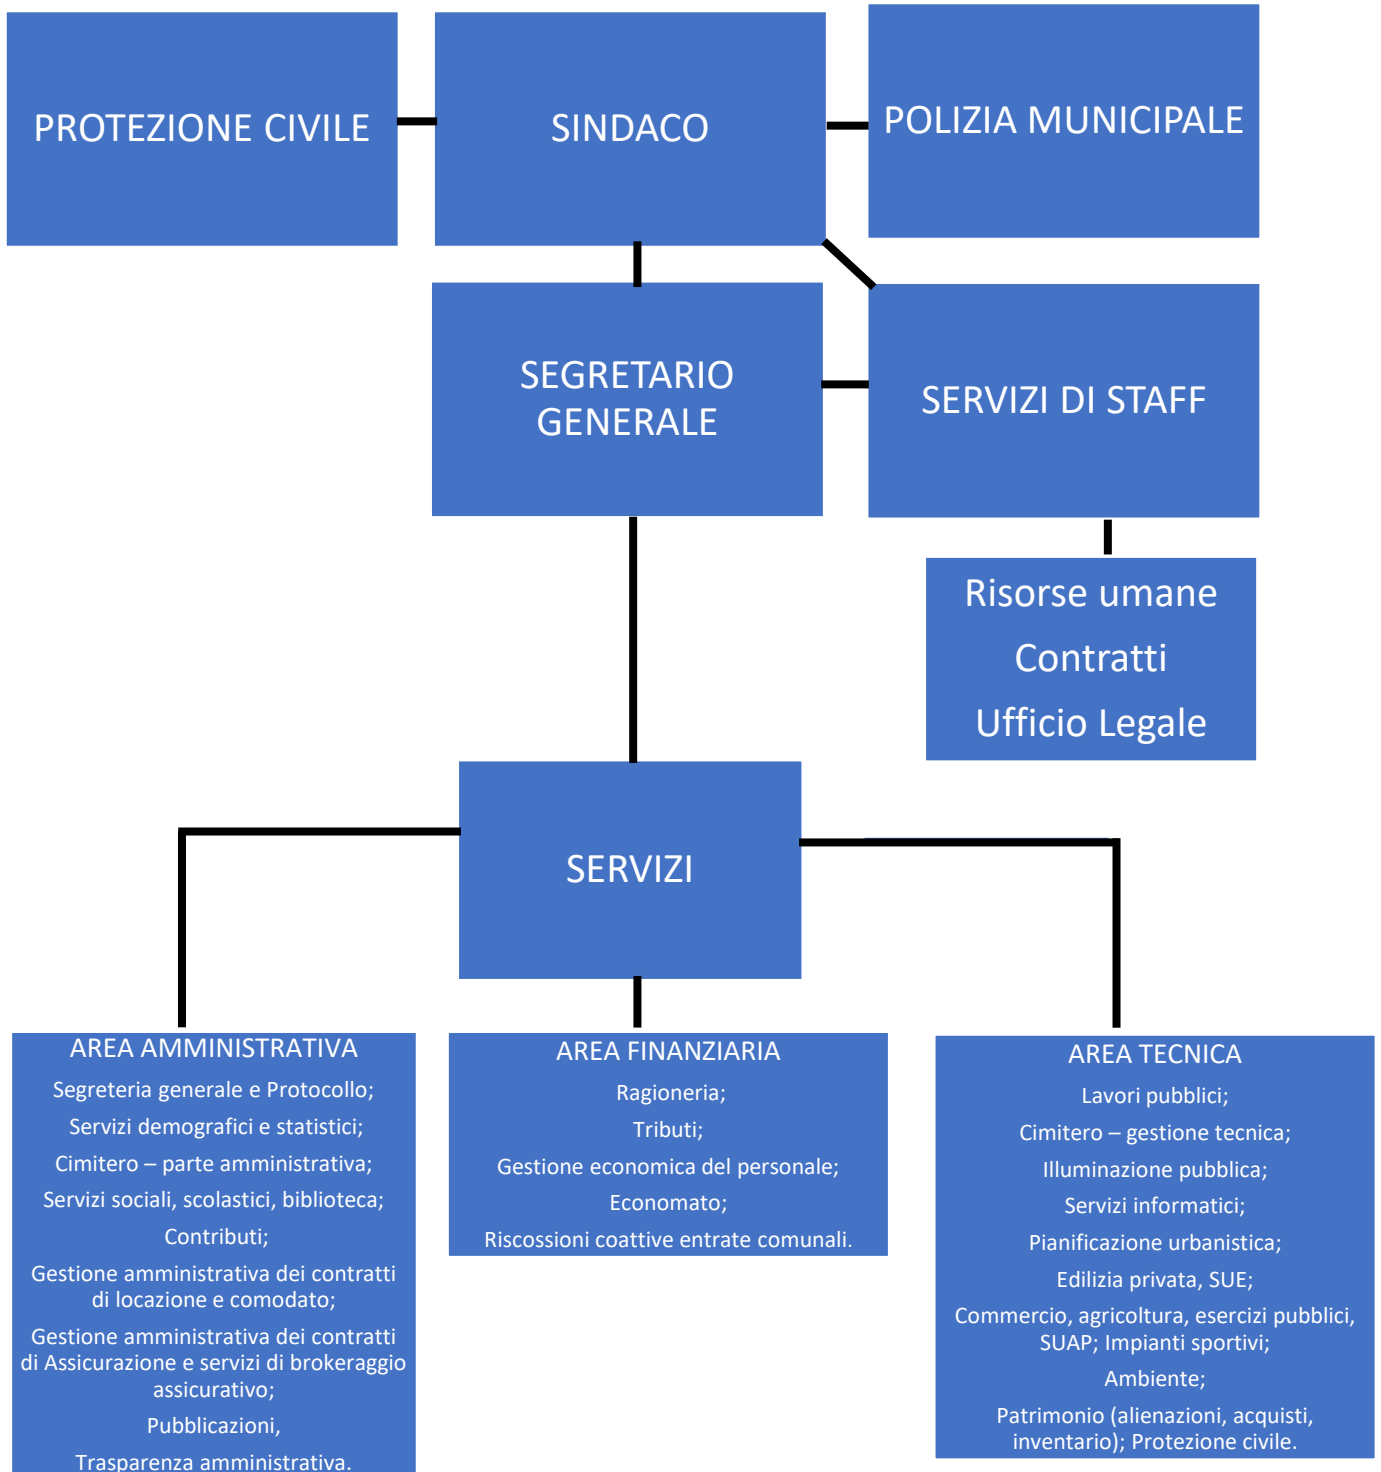 PROTEZIONE CIVILE
SINDACO
POLIZIA MUNICIPALE
SEGRETARIO
GENERALE
SERVIZI DI STAFF
Risorse umane
Contratti
Ufficio Legale
SERVIZI
AREA AMMINISTRATIVA
Segreteria generale e Protocollo;
Servizi demografici e statistici;
Cimitero – parte amministrativa;
Servizi sociali, scolastici, biblioteca;
Contributi;
Gestione amministrativa dei contratti
di locazione e comodato;
Gestione amministrativa dei contratti
di Assicurazione e servizi di brokeraggio
assicurativo;
Pubblicazioni,
Trasparenza amministrativa.
AREA FINANZIARIA
Ragioneria;
Tributi;
Gestione economica del personale;
Economato;
Riscossioni coattive entrate comunali.
AREA TECNICA
Lavori pubblici;
Cimitero – gestione tecnica;
Illuminazione pubblica;
Servizi informatici;
Pianificazione urbanistica;
Edilizia privata, SUE;
Commercio, agricoltura, esercizi pubblici,
SUAP; Impianti sportivi;
Ambiente;
Patrimonio (alienazioni, acquisti,
inventario); Protezione civile.